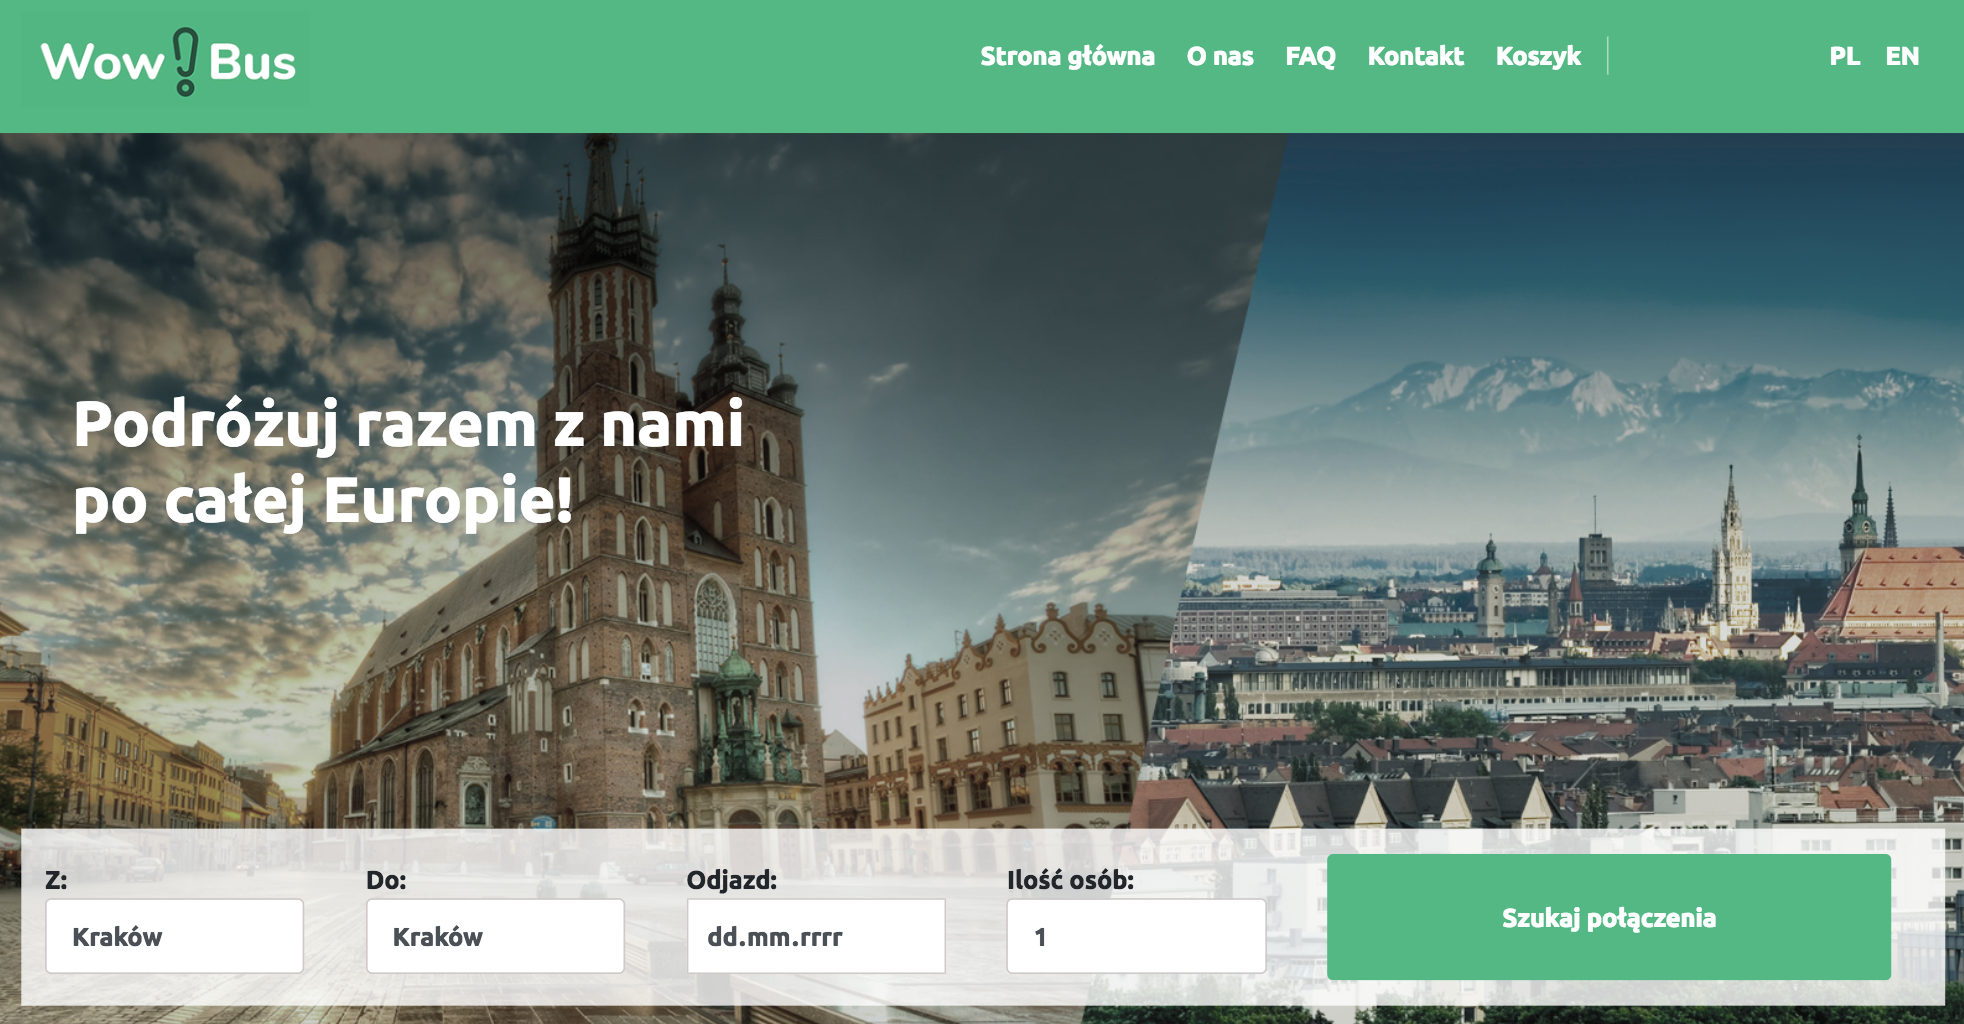 Wow!Bus
Strona główna
O nas
FAQ
Kontakt
Koszyk
PL
EN
Podróżuj razem z nami
po całej Europie!
Z:
Do:
Odjazd:
Ilość osób:
Kraków
Kraków
dd.mm.rrrr
1
Szukaj połączenia